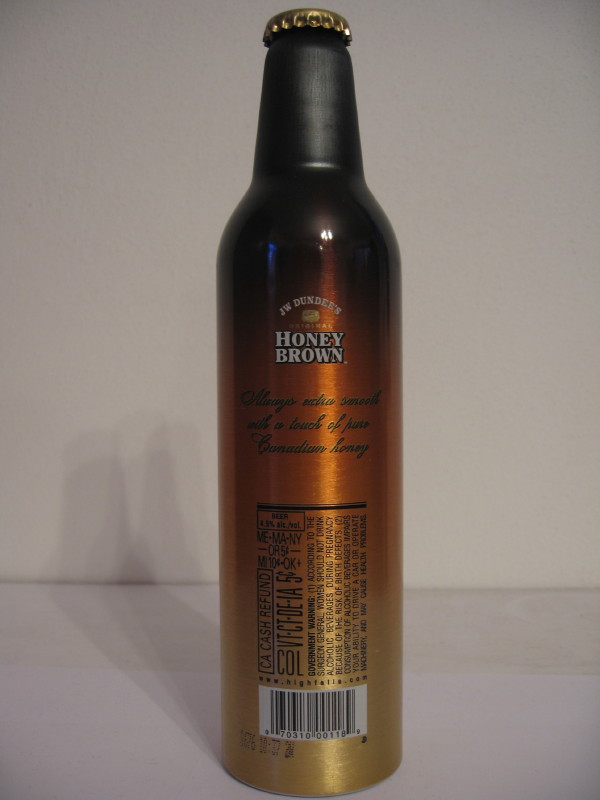 JW DUNDEE'S
ORIGINAL
HONEY
BROWN
Always extra smooth
with a touch of pure
Canadian honey
BEER
4.5% alc./vol.
ME-MA-NY
OR 5¢
MI 10¢-OK+
CA CASH REFUND
COL VT-CT-DE-IA 5¢
GOVERNMENT WARNING: (1) ACCORDING TO THE
SURGEON GENERAL, WOMEN SHOULD NOT DRINK
ALCOHOLIC BEVERAGES DURING PREGNANCY
BECAUSE OF THE RISK OF BIRTH DEFECTS. (2)
CONSUMPTION OF ALCOHOLIC BEVERAGES IMPAIRS
YOUR ABILITY TO DRIVE A CAR OR OPERATE
MACHINERY, AND MAY CAUSE HEALTH PROBLEMS.
www.highfalls.com
70310 00118